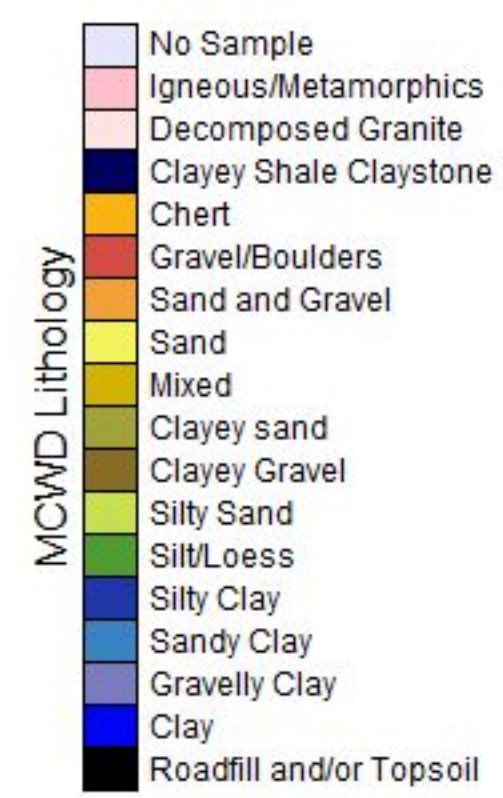 MCWD Lithology
No Sample
Igneous/Metamorphics
Decomposed Granite
Clayey Shale Claystone
Chert
Gravel/Boulders
Sand and Gravel
Sand
Mixed
Clayey sand
Clayey Gravel
Silty Sand
Silt/Loess
Silty Clay
Sandy Clay
Gravelly Clay
Clay
Roadfill and/or Topsoil